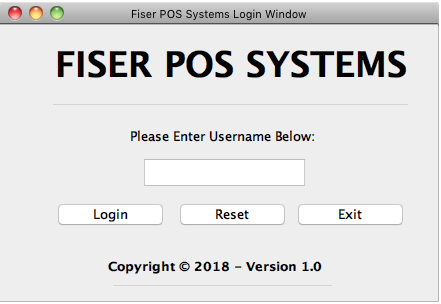 Fiser POS Systems Login Window
FISER POS SYSTEMS
Please Enter Username Below:
Login Reset Exit
Copyright © 2018 - Version 1.0